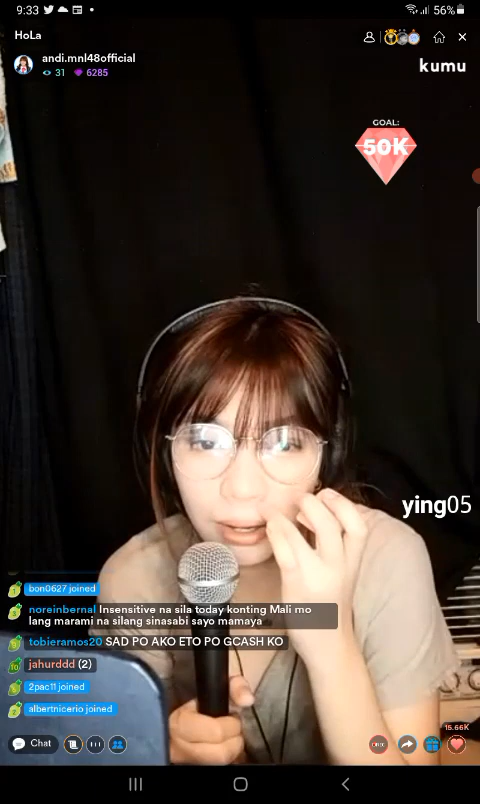 9:33
56%
HoLa
andi.mnl48official
31 6285
kumu
GOAL:
50K
ying05
bon0627 joined
noreinbernal Insensitive na sila today konting Mali mo
lang marami na silang sinasabi sayo mamaya
tobieramos20 SAD PO AKO ETO PO GCASH KO
jahurddd (2)
2pac11 joined
albertnicerio joined
15.66K
Chat